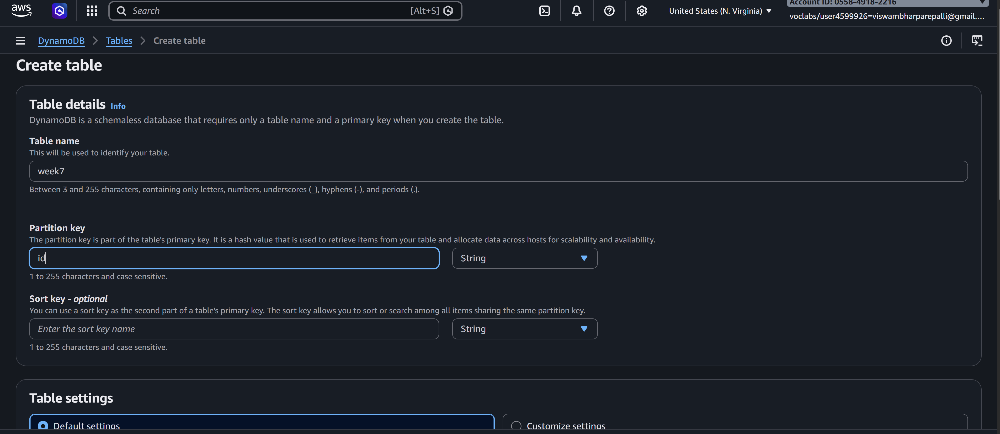 aws
Search [Alt+S]
United States (N. Virginia)
Account ID: 0558-4918-2216
voclabs/user4599926=viswambharparepalli@gmail....
DynamoDB > Tables > Create table
Create table
Table details Info
DynamoDB is a schemaless database that requires only a table name and a primary key when you create the table.
Table name
This will be used to identify your table.
week7
Between 3 and 255 characters, containing only letters, numbers, underscores (_), hyphens (-), and periods (.).
Partition key
The partition key is part of the table's primary key. It is a hash value that is used to retrieve items from your table and allocate data across hosts for scalability and availability.
id String
1 to 255 characters and case sensitive.
Sort key - optional
You can use a sort key as the second part of a table's primary key. The sort key allows you to sort or search among all items sharing the same partition key.
Enter the sort key name String
1 to 255 characters and case sensitive.
Table settings
Default settings Customize settings